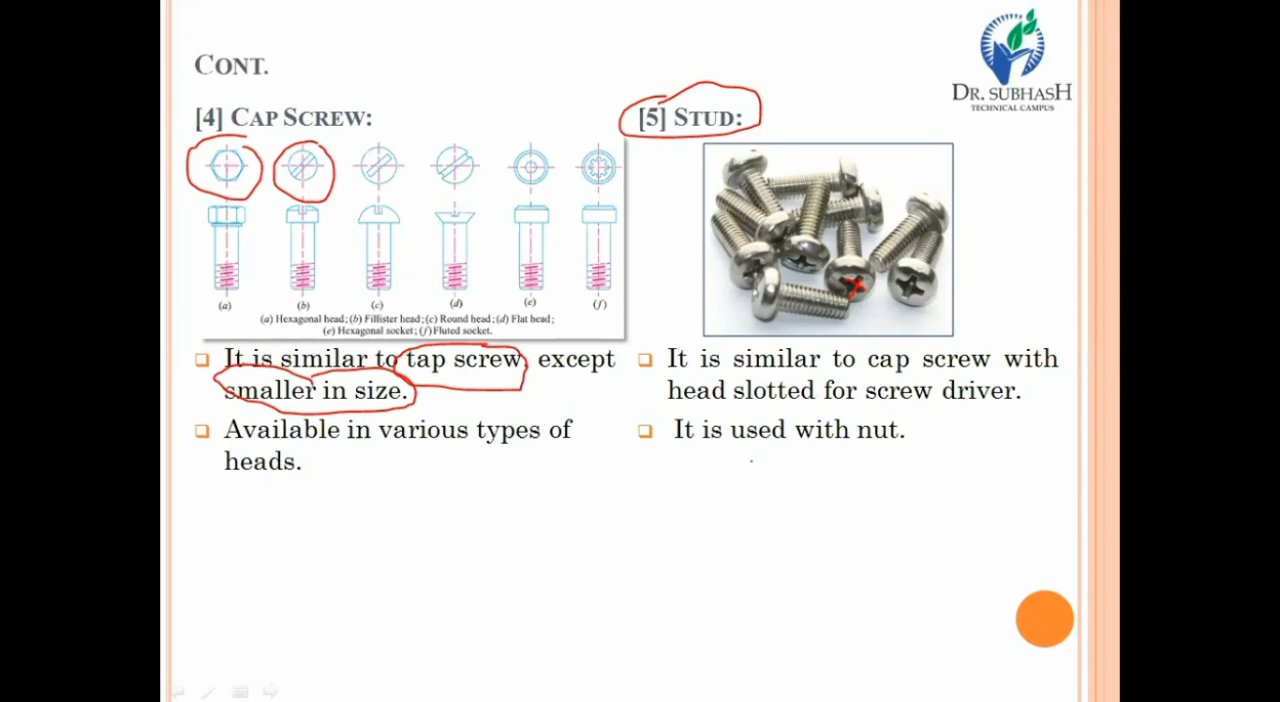 CONT.
DR. SUBHASH
TECHNICAL CAMPUS
[4] CAP SCREW:
(a) (b) (c) (d) (e) (f)
(a) Hexagonal head; (b) Fillister head; (c) Round head; (d) Flat head;
(e) Hexagonal socket; (f) Fluted socket.
It is similar to tap screw except
smaller in size.
Available in various types of
heads.
[5] STUD:
It is similar to cap screw with
head slotted for screw driver.
It is used with nut.